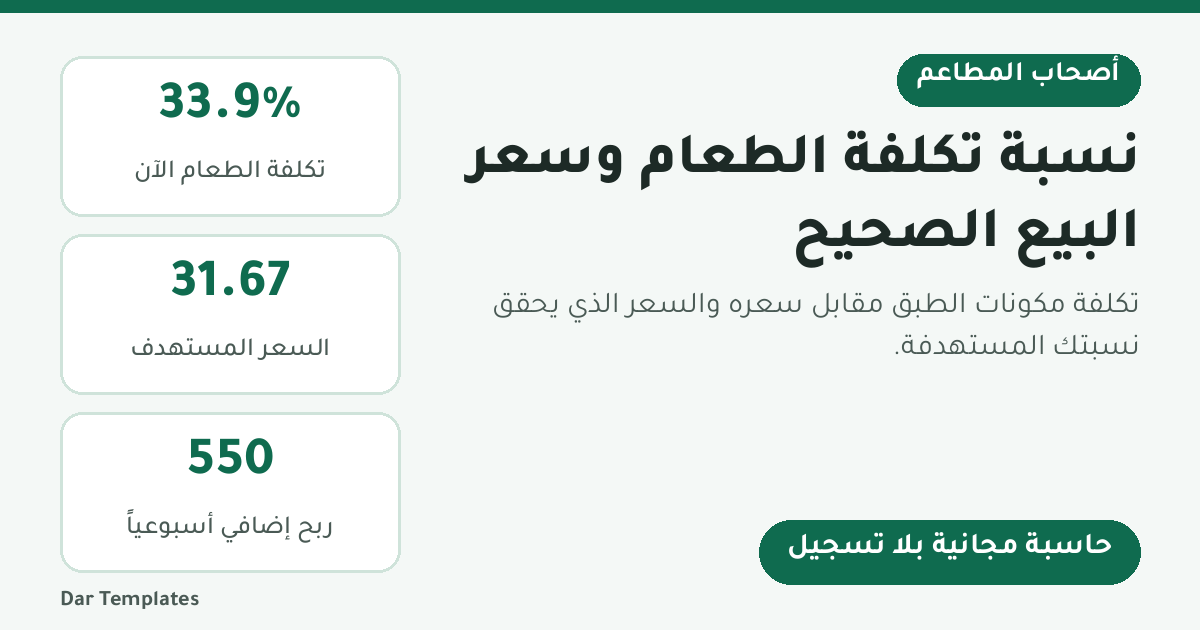 أصحاب المطاعم
نسبة تكلفة الطعام وسعر
البيع الصحيح
تكلفة مكونات الطبق مقابل سعره والسعر الذي يحقق
نسبتك المستهدفة.
حاسبة مجانية بلا تسجيل
33.9%
تكلفة الطعام الآن
31.67
السعر المستهدف
550
ربح إضافي أسبوعياً
Dar Templates